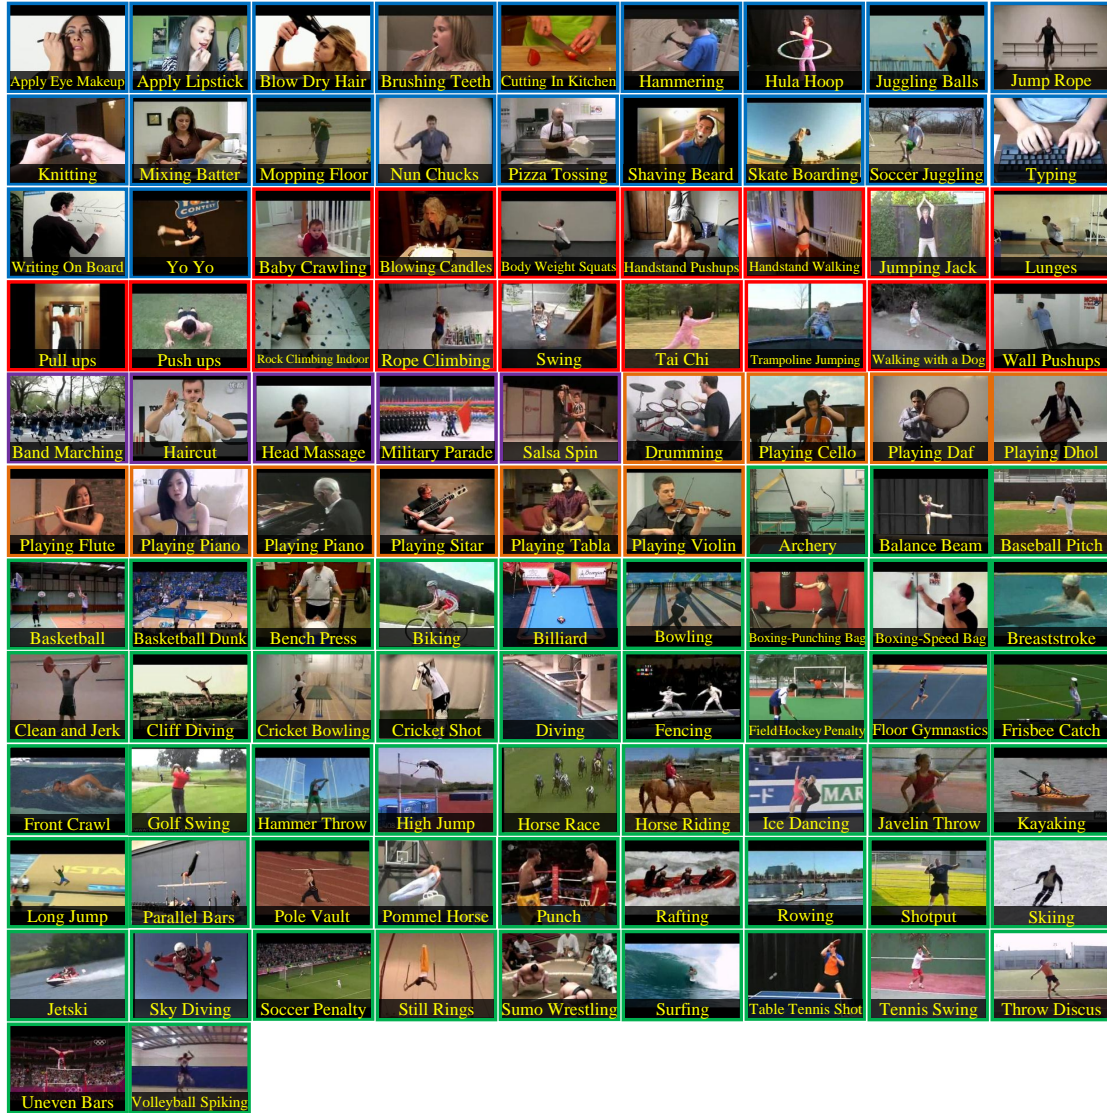 Apply Eye Makeup
Apply Lipstick
Blow Dry Hair
Brushing Teeth
Cutting In Kitchen
Hammering
Hula Hoop
Juggling Balls
Jump Rope
Knitting
Mixing Batter
Mopping Floor
Nun Chucks
Pizza Tossing
Shaving Beard
Skate Boarding
Soccer Juggling
Typing
Writing On Board
CONTEST
Yo Yo
Baby Crawling
Blowing Candles
Body Weight Squats
Handstand Pushups
Handstand Walking
Jumping Jack
Lunges
Pull ups
Push ups
Rock Climbing Indoor
Rope Climbing
Swing
Tai Chi
Trampoline Jumping
Walking with a Dog
Wall Pushups
Band Marching
Haircut
Head Massage
Military Parade
Salsa Spin
Drumming
Playing Cello
Playing Daf
Playing Dhol
Playing Flute
Playing Piano
Playing Piano
Playing Sitar
Playing Tabla
Playing Violin
Archery
Balance Beam
Baseball Pitch
Basketball
Basketball Dunk
Bench Press
Biking
Billiard
Bowling
Boxing-Punching Bag
Boxing-Speed Bag
Breaststroke
Clean and Jerk
Cliff Diving
Cricket Bowling
Cricket Shot
Diving
Fencing
Field Hockey Penalty
Floor Gymnastics
Frisbee Catch
Front Crawl
Golf Swing
Hammer Throw
High Jump
Horse Race
Horse Riding
ード MAR
Ice Dancing
Javelin Throw
Kayaking
Long Jump
Parallel Bars
Pole Vault
Pommel Horse
Punch
Rafting
Rowing
Shotput
Skiing
Jetski
Sky Diving
Soccer Penalty
Still Rings
Sumo Wrestling
Surfing
Table Tennis Shot
Tennis Swing
Throw Discus
Uneven Bars
Volleyball Spiking